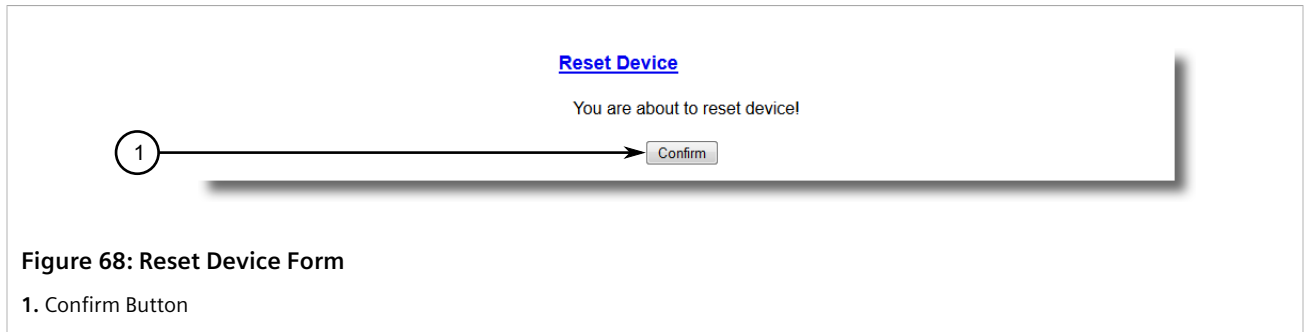 Reset Device
You are about to reset device!
1
Confirm
Figure 68: Reset Device Form
1. Confirm Button